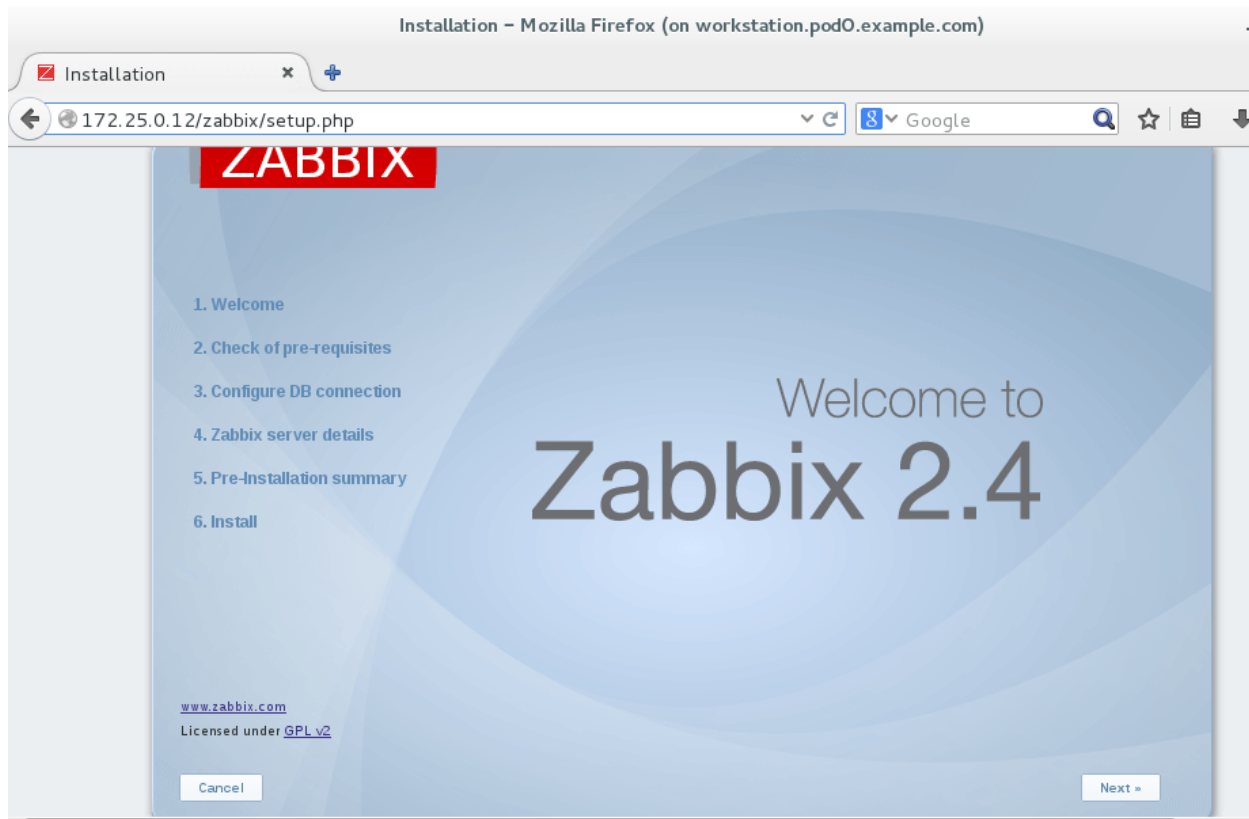 Installation – Mozilla Firefox (on workstation.pod0.example.com)
Installation
172.25.0.12/zabbix/setup.php
8 Google
ZABBIX
1. Welcome
2. Check of pre-requisites
3. Configure DB connection
4. Zabbix server details
5. Pre-Installation summary
6. Install
Welcome to
Zabbix 2.4
www.zabbix.com
Licensed under GPL v2
Cancel
Next »